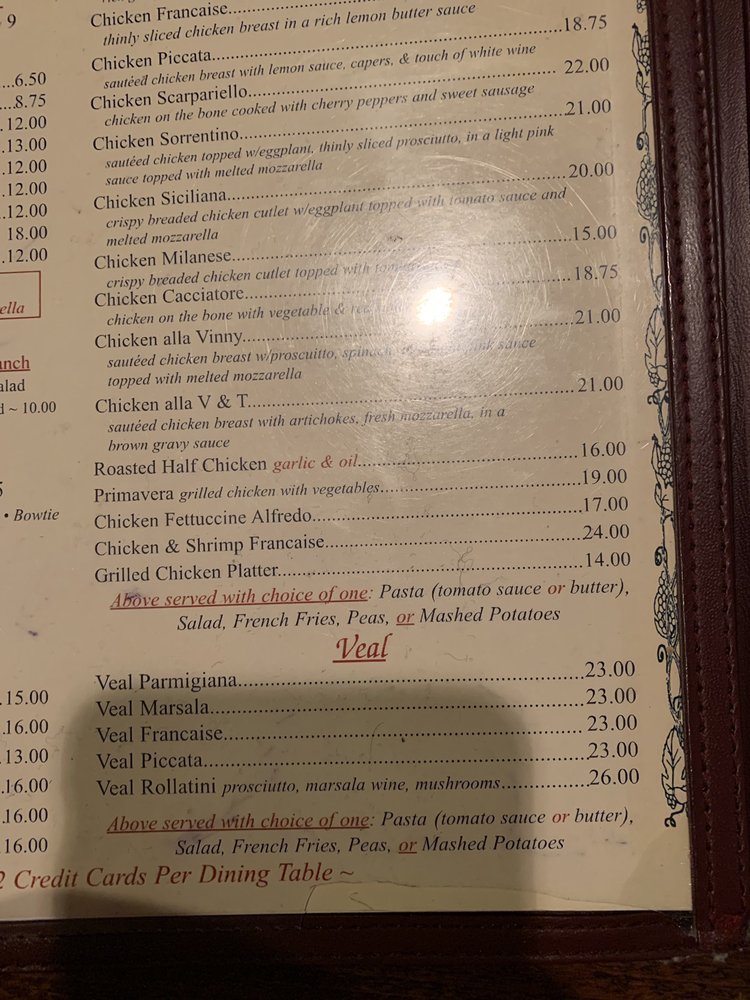 9
...6.50
...8.75
.12.00
.13.00
.12.00
.12.00
.12.00
18.00
.12.00
ella
anch
alad
d ~ 10.00
• Bowtie
.15.00
.16.00
.13.00
.16.00
.16.00
16.00
Chicken Francaise
thinly sliced chicken breast in a rich lemon butter sauce
Chicken Piccata 18.75
sautéed chicken breast with lemon sauce, capers, & touch of white wine
Chicken Scarpariello 22.00
chicken on the bone cooked with cherry peppers and sweet sausage
Chicken Sorrentino 21.00
sautéed chicken topped w/eggplant, thinly sliced prosciutto, in a light pink
sauce topped with melted mozzarella
Chicken Siciliana 20.00
crispy breaded chicken cutlet w/eggplant topped with tomato sauce and
melted mozzarella
Chicken Milanese 15.00
crispy breaded chicken cutlet topped with
Chicken Cacciatore 18.75
chicken on the bone with vegetable &
Chicken alla Vinny 21.00
sautéed chicken breast w/proscuitto, spinach, pink sauce
topped with melted mozzarella
Chicken alla V & T 21.00
sautéed chicken breast with artichokes, fresh mozzarella, in a
brown gravy sauce
Roasted Half Chicken garlic & oil 16.00
Primavera grilled chicken with vegetables 19.00
Chicken Fettuccine Alfredo 17.00
Chicken & Shrimp Francaise 24.00
Grilled Chicken Platter 14.00
Above served with choice of one: Pasta (tomato sauce or butter),
Salad, French Fries, Peas, or Mashed Potatoes
Veal
Veal Parmigiana 23.00
Veal Marsala 23.00
Veal Francaise 23.00
Veal Piccata 23.00
Veal Rollatini prosciutto, marsala wine, mushrooms 26.00
Above served with choice of one: Pasta (tomato sauce or butter),
Salad, French Fries, Peas, or Mashed Potatoes
2 Credit Cards Per Dining Table ~